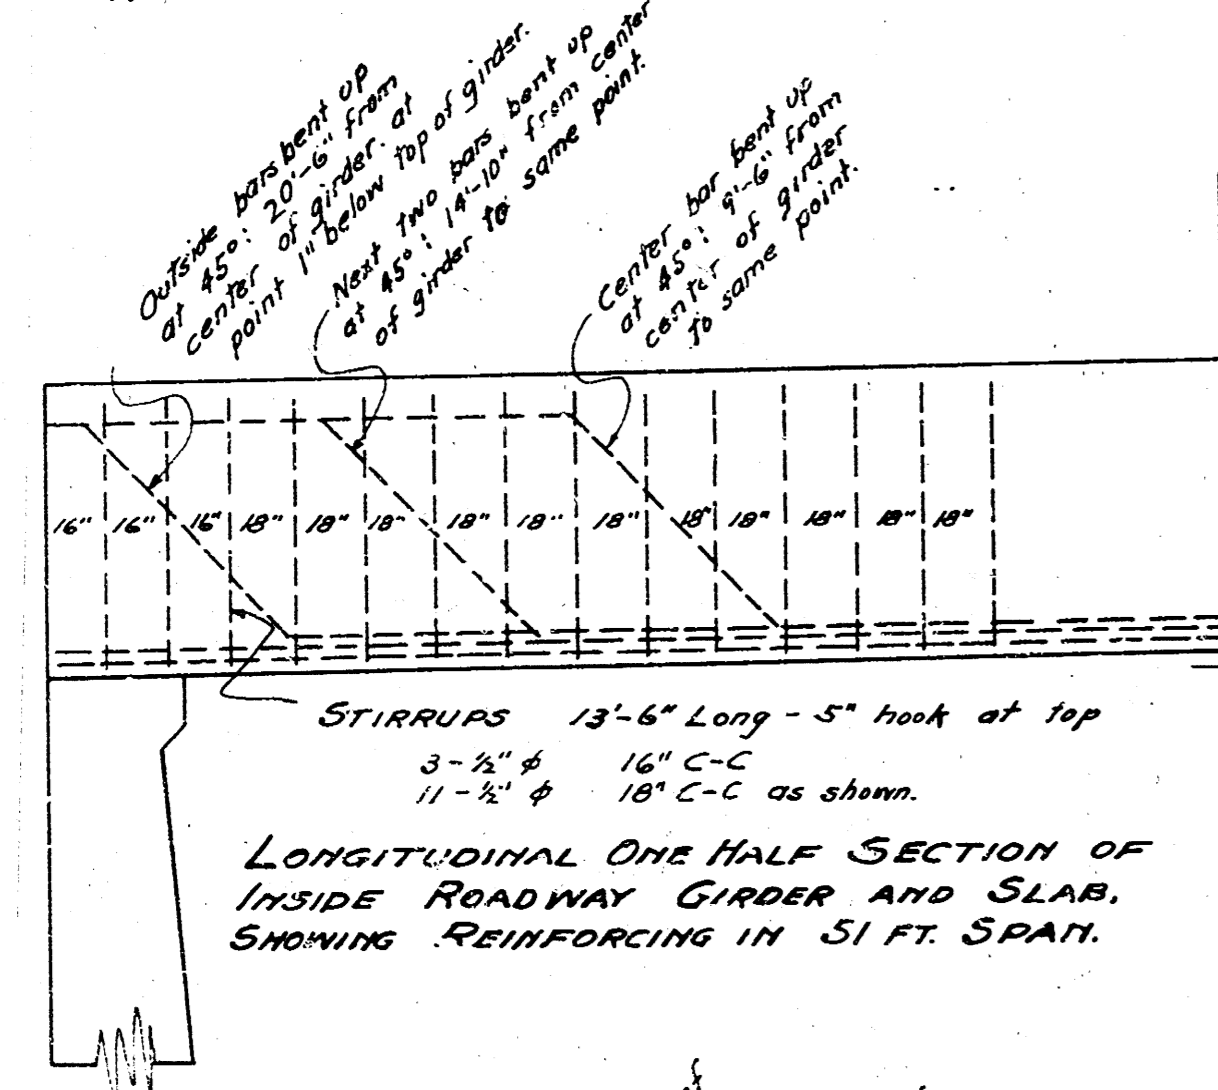 Outside bars bent up
at 45°: 20'-6" from
center of girder. at
point 1" below top of girder.
Next two bars bent up
at 45°: 14'-10" from center
of girder to same point.
Center bar bent up
at 45°: 9'-6" from
center of girder
to same point.
16" 16" 16" 18" 18" 18" 18" 18" 18" 18" 18" 18" 18" 18"
STIRRUPS 13'-6" Long - 5" hook at top
3 - ½" ϕ 16" C-C
11 - ½" ϕ 18" C-C as shown.
LONGITUDINAL ONE HALF SECTION OF
INSIDE ROADWAY GIRDER AND SLAB.
SHOWING REINFORCING IN 51 FT. SPAN.